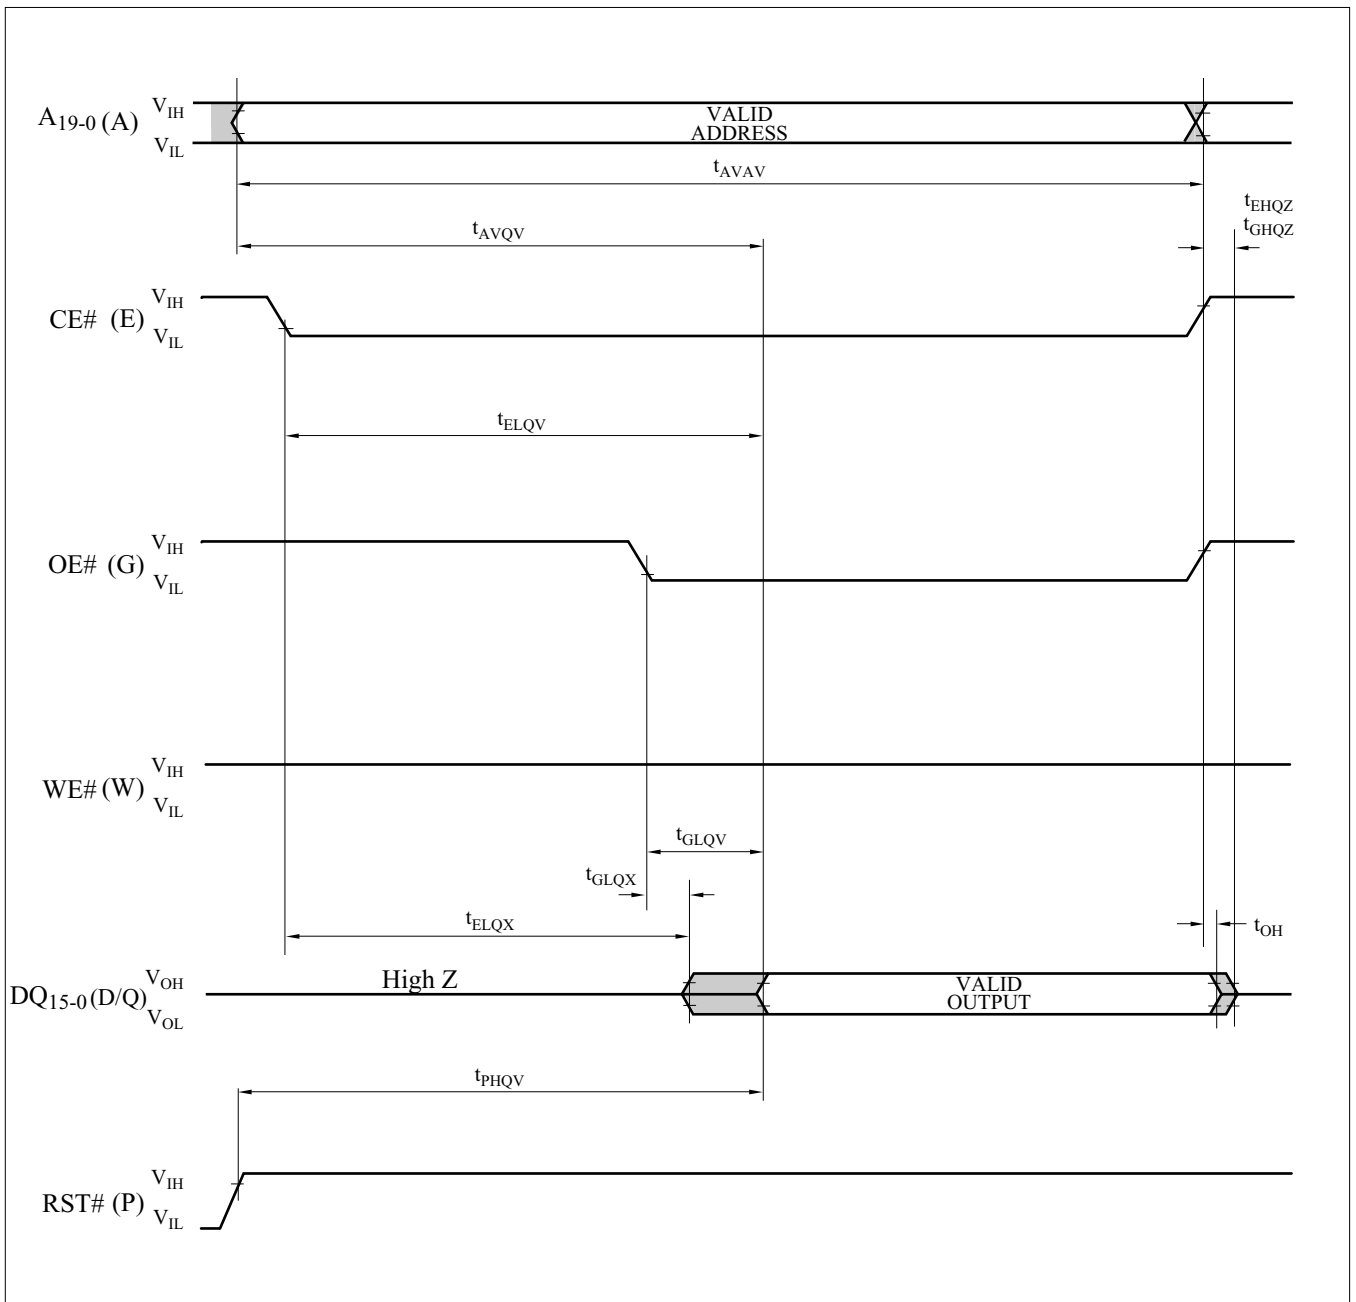 A19-0 (A) VIH
VALID
ADDRESS
VIL
tAVAV
tEHQZ
tGHQZ
tAVQV
CE# (E) VIH
VIL
tELQV
OE# (G) VIH
VIL
WE# (W) VIH
VIL
tGLQV
tGLQX
tELQX
tOH
High Z
DQ15-0 (D/Q) VOH
VOL
VALID
OUTPUT
tPHQV
RST# (P) VIH
VIL